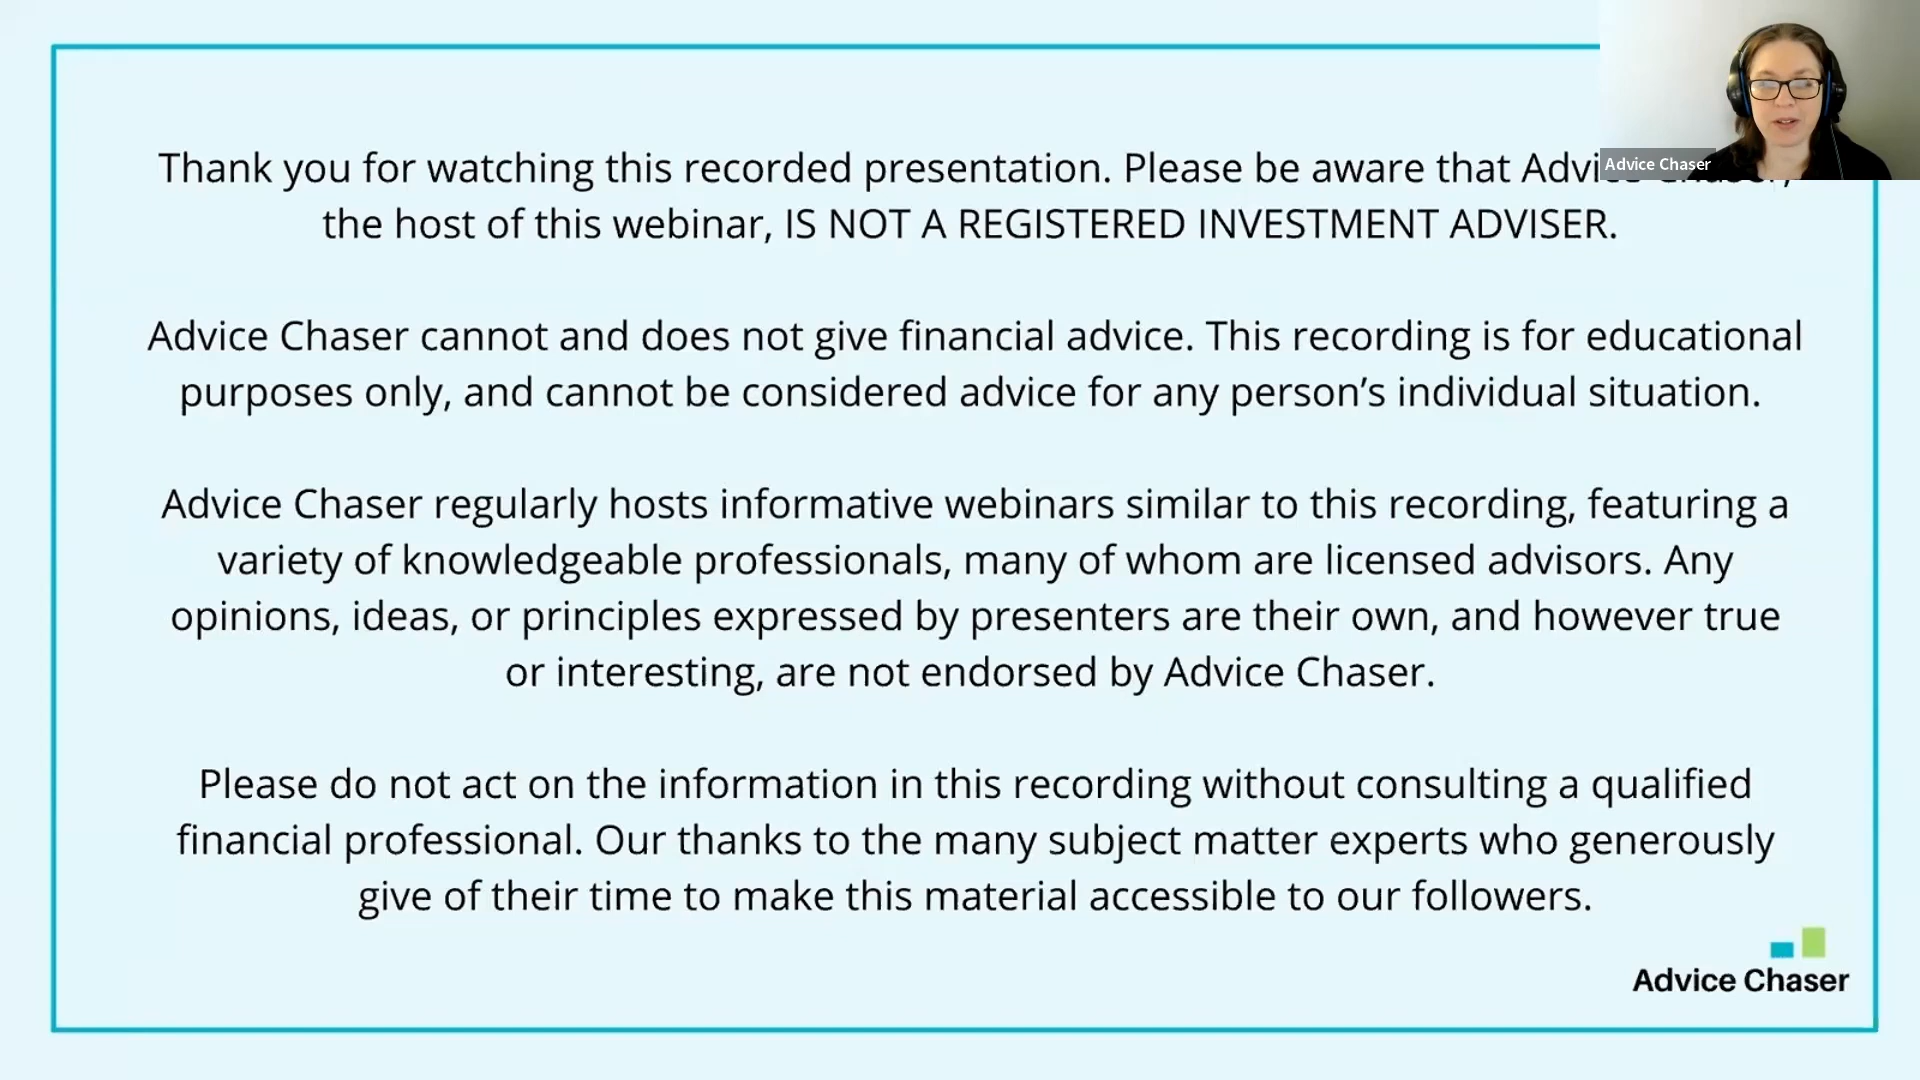 Thank you for watching this recorded presentation. Please be aware that
Advice Chaser
the host of this webinar, IS NOT A REGISTERED INVESTMENT ADVISER.
Advice Chaser cannot and does not give financial advice. This recording is for educational
purposes only, and cannot be considered advice for any person’s individual situation.
Advice Chaser regularly hosts informative webinars similar to this recording, featuring a
variety of knowledgeable professionals, many of whom are licensed advisors. Any
opinions, ideas, or principles expressed by presenters are their own, and however true
or interesting, are not endorsed by Advice Chaser.
Please do not act on the information in this recording without consulting a qualified
financial professional. Our thanks to the many subject matter experts who generously
give of their time to make this material accessible to our followers.
Advice Chaser